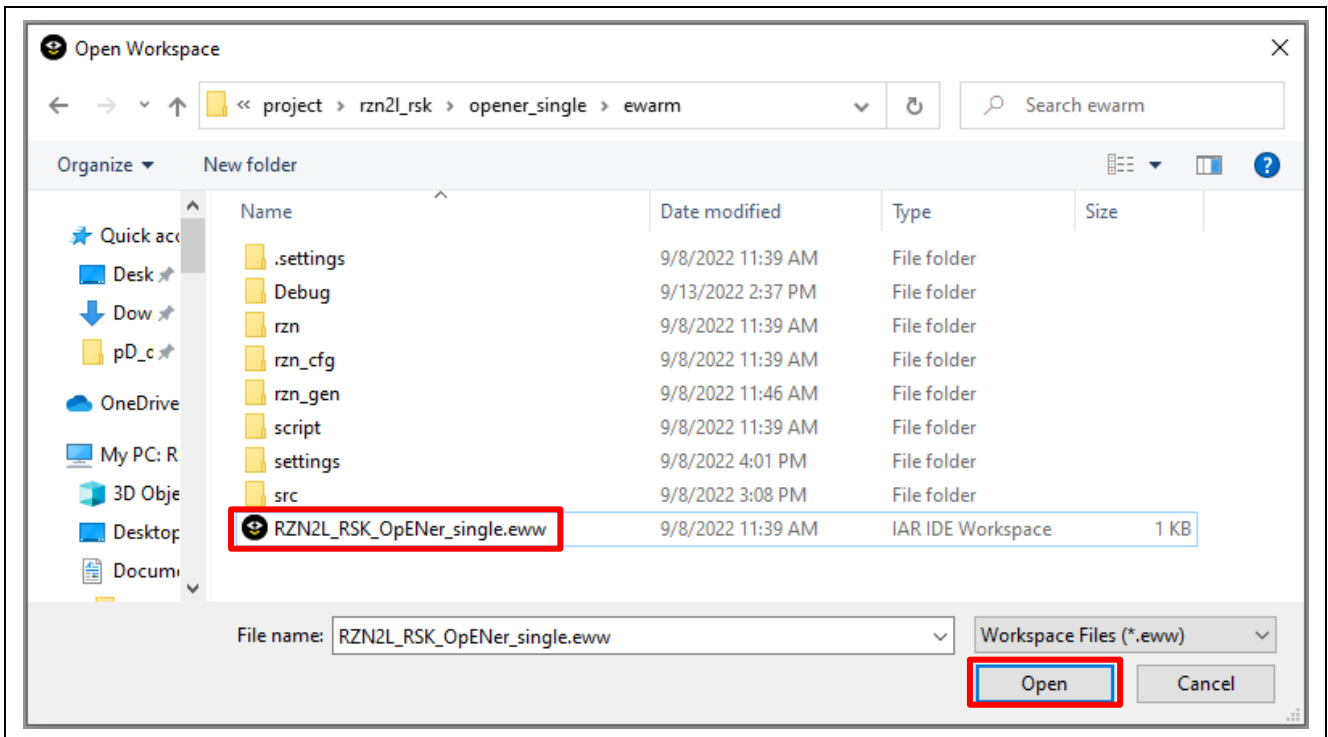 Open Workspace
« project › rzn2l_rsk › opener_single › ewarm Search ewarm
Organize New folder
Name Date modified Type Size
Quick acc
Desk
Dow
pD_c
OneDrive
My PC: R
3D Obje
Desktop
Docum
.settings 9/8/2022 11:39 AM File folder
Debug 9/13/2022 2:37 PM File folder
rzn 9/8/2022 11:39 AM File folder
rzn_cfg 9/8/2022 11:39 AM File folder
rzn_gen 9/8/2022 11:46 AM File folder
script 9/8/2022 11:39 AM File folder
settings 9/8/2022 4:01 PM File folder
src 9/8/2022 3:08 PM File folder
RZN2L_RSK_OpENer_single.eww 9/8/2022 11:39 AM IAR IDE Workspace 1 KB
File name: RZN2L_RSK_OpENer_single.eww Workspace Files (*.eww)
Open Cancel